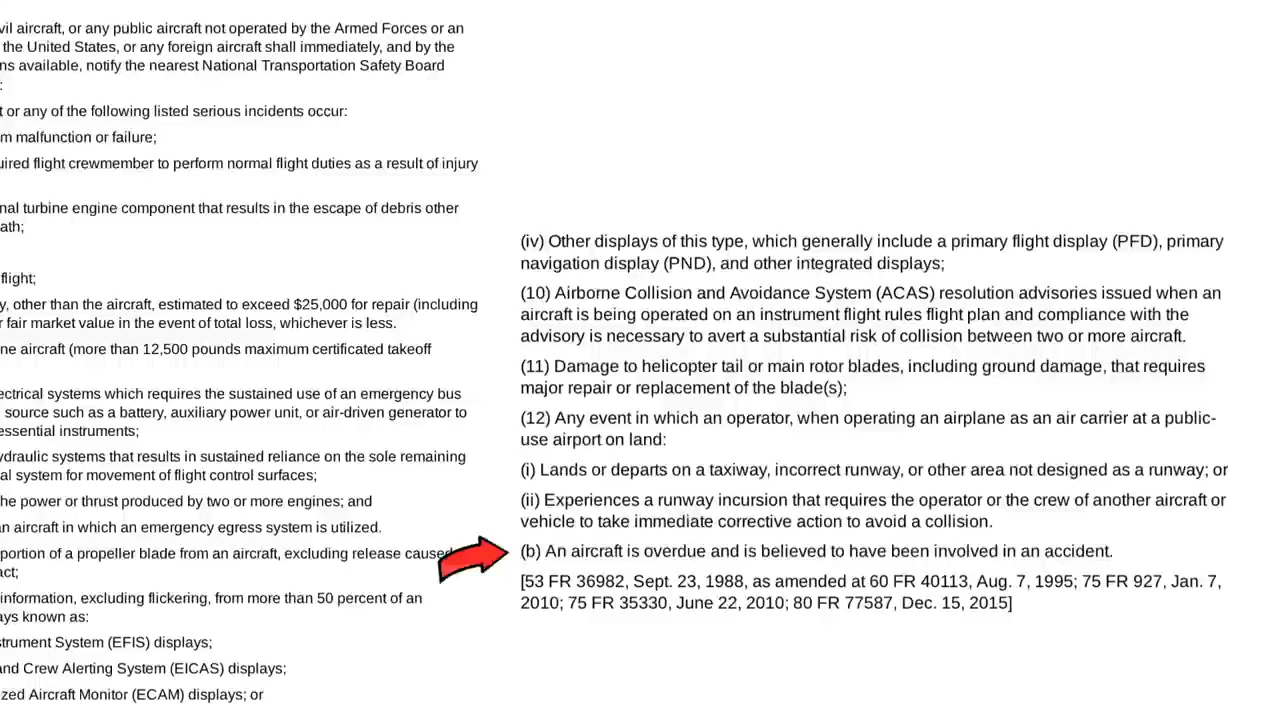 vil aircraft, or any public aircraft not operated by the Armed Forces or an
the United States, or any foreign aircraft shall immediately, and by the
ns available, notify the nearest National Transportation Safety Board
:
t or any of the following listed serious incidents occur:
m malfunction or failure;
uired flight crewmember to perform normal flight duties as a result of injury
nal turbine engine component that results in the escape of debris other
ath;
flight;
y, other than the aircraft, estimated to exceed $25,000 for repair (including
r fair market value in the event of total loss, whichever is less.
ne aircraft (more than 12,500 pounds maximum certificated takeoff
ectrical systems which requires the sustained use of an emergency bus
source such as a battery, auxiliary power unit, or air-driven generator to
essential instruments;
ydraulic systems that results in sustained reliance on the sole remaining
al system for movement of flight control surfaces;
he power or thrust produced by two or more engines; and
an aircraft in which an emergency egress system is utilized.
portion of a propeller blade from an aircraft, excluding release caused
act;
information, excluding flickering, from more than 50 percent of an
ays known as:
strument System (EFIS) displays;
and Crew Alerting System (EICAS) displays;
zed Aircraft Monitor (ECAM) displays; or
(iv) Other displays of this type, which generally include a primary flight display (PFD), primary
navigation display (PND), and other integrated displays;
(10) Airborne Collision and Avoidance System (ACAS) resolution advisories issued when an
aircraft is being operated on an instrument flight rules flight plan and compliance with the
advisory is necessary to avert a substantial risk of collision between two or more aircraft.
(11) Damage to helicopter tail or main rotor blades, including ground damage, that requires
major repair or replacement of the blade(s);
(12) Any event in which an operator, when operating an airplane as an air carrier at a public-
use airport on land:
(i) Lands or departs on a taxiway, incorrect runway, or other area not designed as a runway; or
(ii) Experiences a runway incursion that requires the operator or the crew of another aircraft or
vehicle to take immediate corrective action to avoid a collision.
(b) An aircraft is overdue and is believed to have been involved in an accident.
[53 FR 36982, Sept. 23, 1988, as amended at 60 FR 40113, Aug. 7, 1995; 75 FR 927, Jan. 7,
2010; 75 FR 35330, June 22, 2010; 80 FR 77587, Dec. 15, 2015]